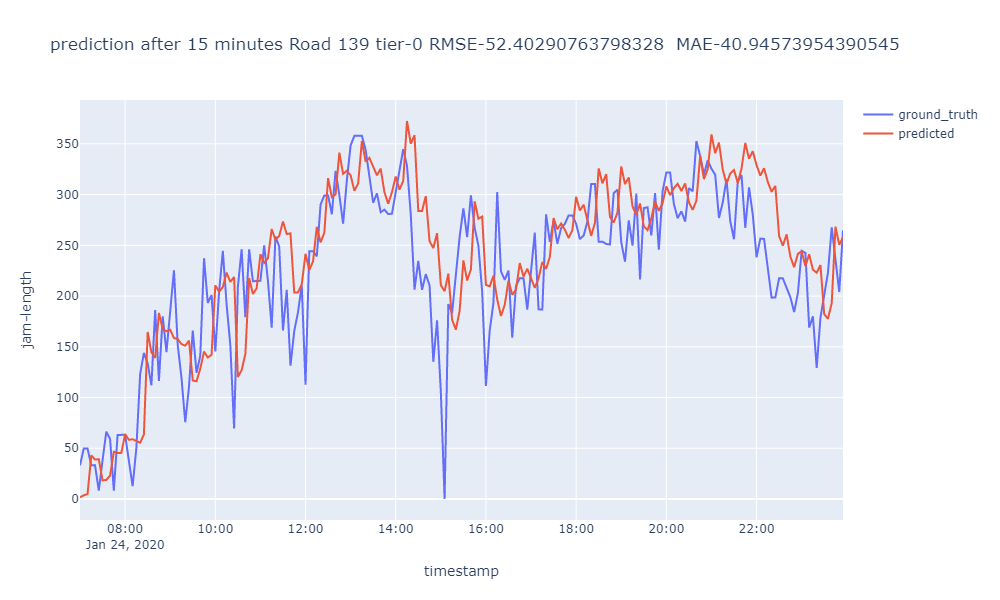 prediction after 15 minutes Road 139 tier-0 RMSE-52.40290763798328  MAE-40.94573954390545
ground_truth
predicted
jam-length
350
300
250
200
150
100
50
0
08:00 10:00 12:00 14:00 16:00 18:00 20:00 22:00
Jan 24, 2020
timestamp